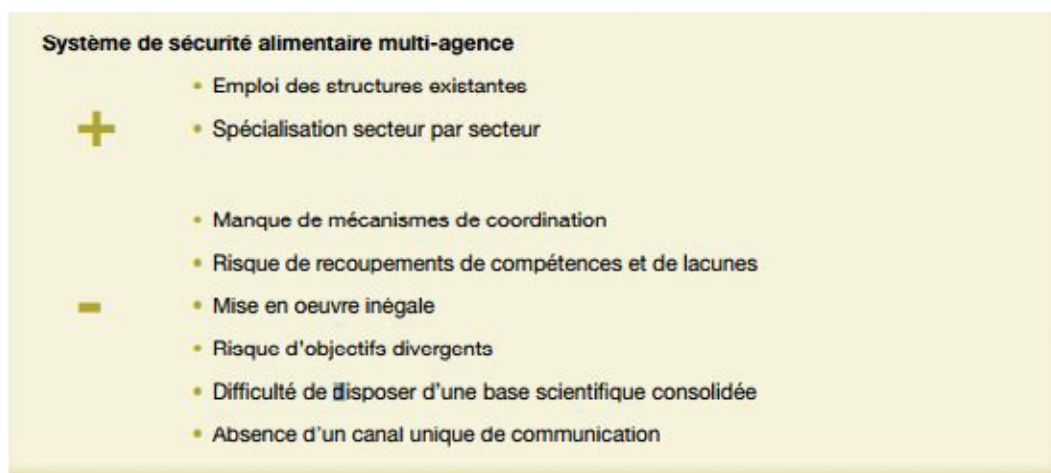 Système de sécurité alimentaire multi-agence
• Emploi des structures existantes
+
• Spécialisation secteur par secteur
• Manque de mécanismes de coordination
• Risque de recoupements de compétences et de lacunes
-
• Mise en oeuvre inégale
• Risque d'objectifs divergents
• Difficulté de disposer d'une base scientifique consolidée
• Absence d'un canal unique de communication